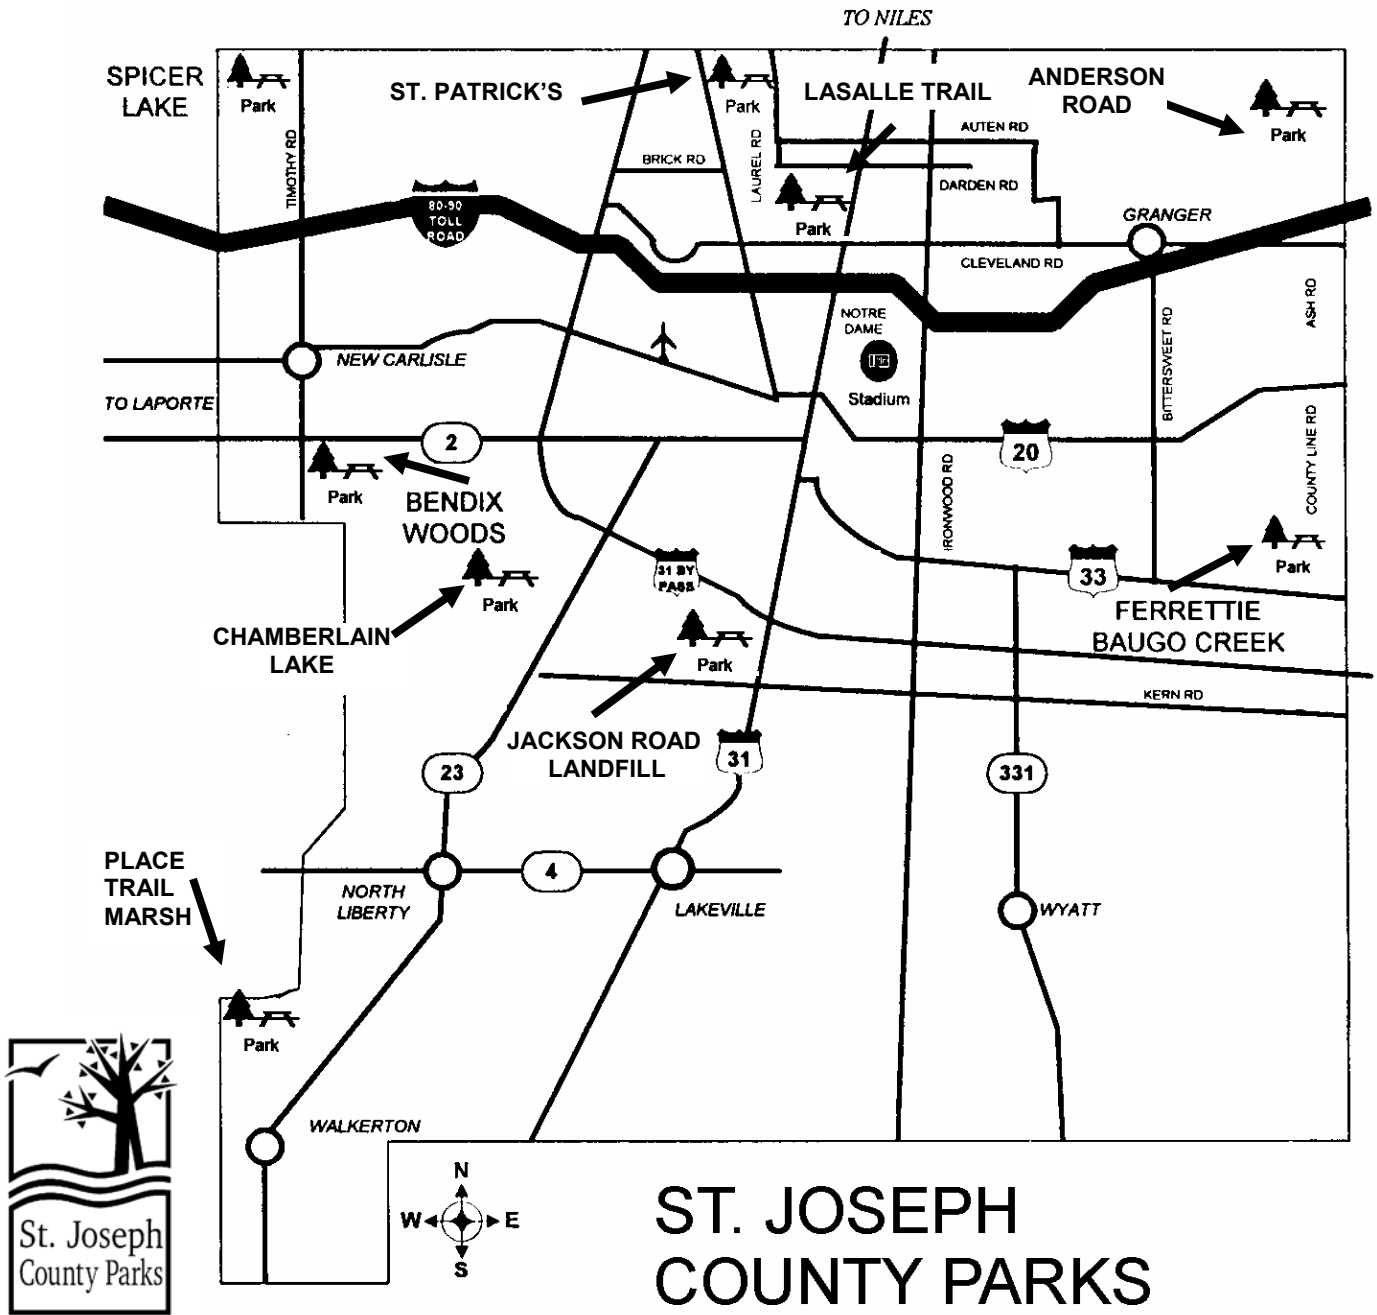 TO NILES
SPICER
LAKE
Park
ST. PATRICK'S
Park
LASALLE TRAIL
ANDERSON
ROAD
Park
TIMOTHY RD
BRICK RD
LAUREL RD
AUTEN RD
DARDEN RD
Park
GRANGER
80-90
TOLL
ROAD
CLEVELAND RD
ASH RD
NOTRE
DAME
Stadium
BITTERSWEET RD
NEW CARLISLE
TO LAPORTE
2
20
COUNTY LINE RD
IRONWOOD RD
Park
BENDIX
WOODS
Park
31 BY
PASS
33
Park
CHAMBERLAIN
LAKE
FERRETTIE
BAUGO CREEK
Park
KERN RD
JACKSON ROAD
LANDFILL
31
23
331
PLACE
TRAIL
MARSH
4
NORTH
LIBERTY
LAKEVILLE
WYATT
Park
WALKERTON
N
W
E
S
St. Joseph
County Parks
ST. JOSEPH
COUNTY PARKS